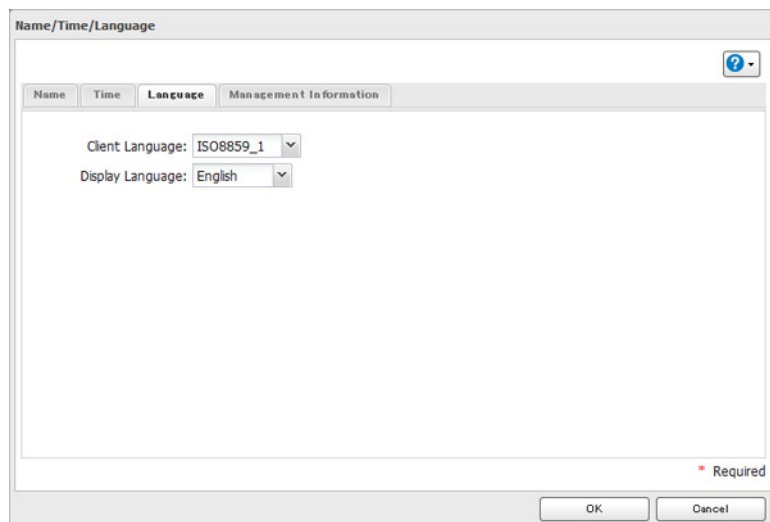 Name/Time/Language
?
Name Time Language Management Information
Client Language: ISO8859_1
Display Language: English
* Required
OK Cancel